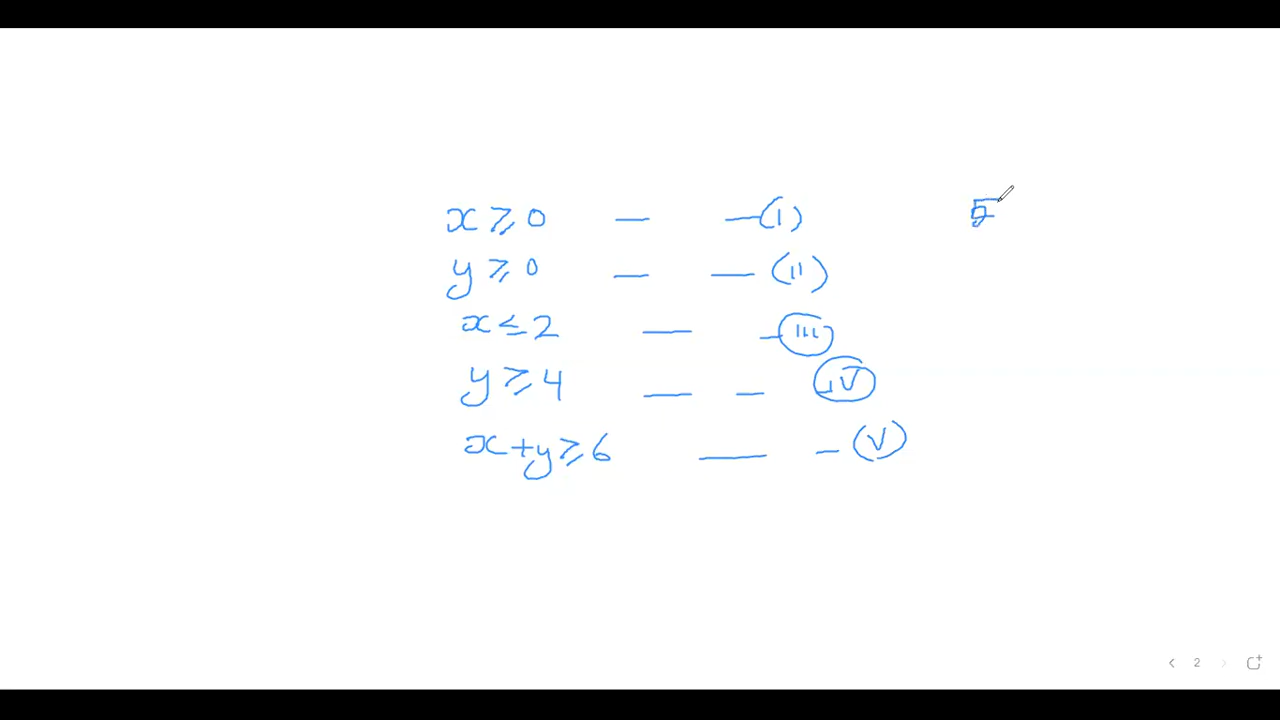 x ≥ 0 — — (I)
y ≥ 0 — — (II)
x ≤ 2 — — (III)
y ≥ 4 — — (IV)
x + y ≥ 6 — — (V)
2